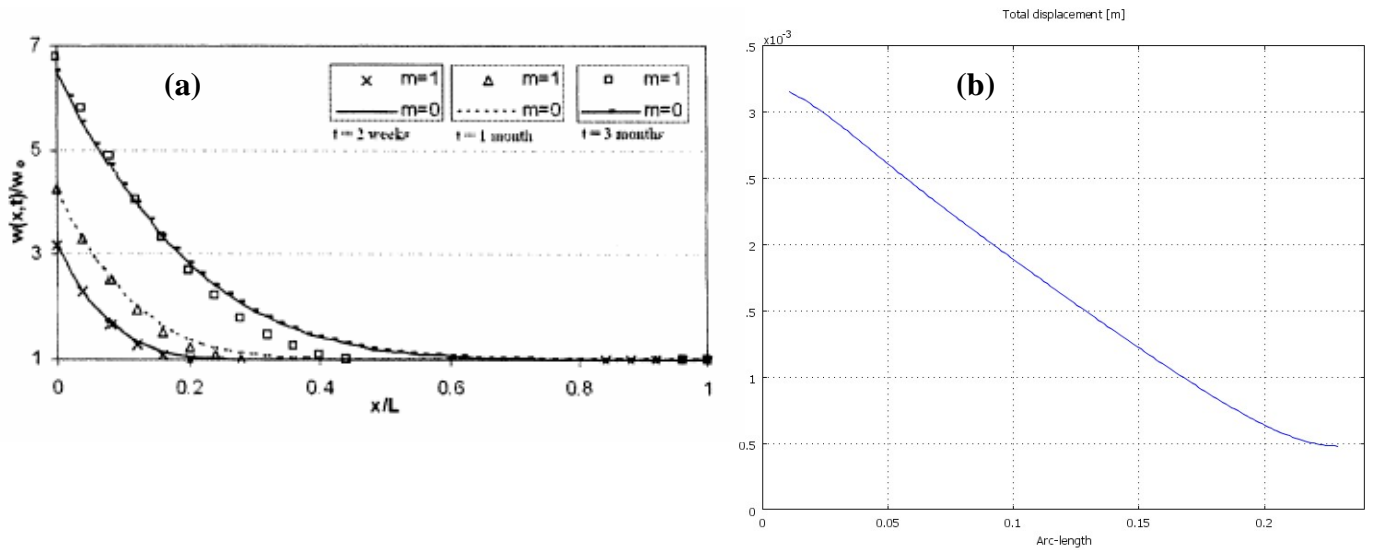 Total displacement [m]
7
(a)
m=1
m=1
m=1
m=0
m=0
m=0
t = 2 weeks
t = 1 month
t = 3 months
5
3
1
w(x,t)/w₀
0
0.2
0.4
0.6
0.8
1
x/L
.5
x10⁻³
(b)
3
.5
2
.5
1
0.5
0
0
0.05
0.1
0.15
0.2
Arc-length